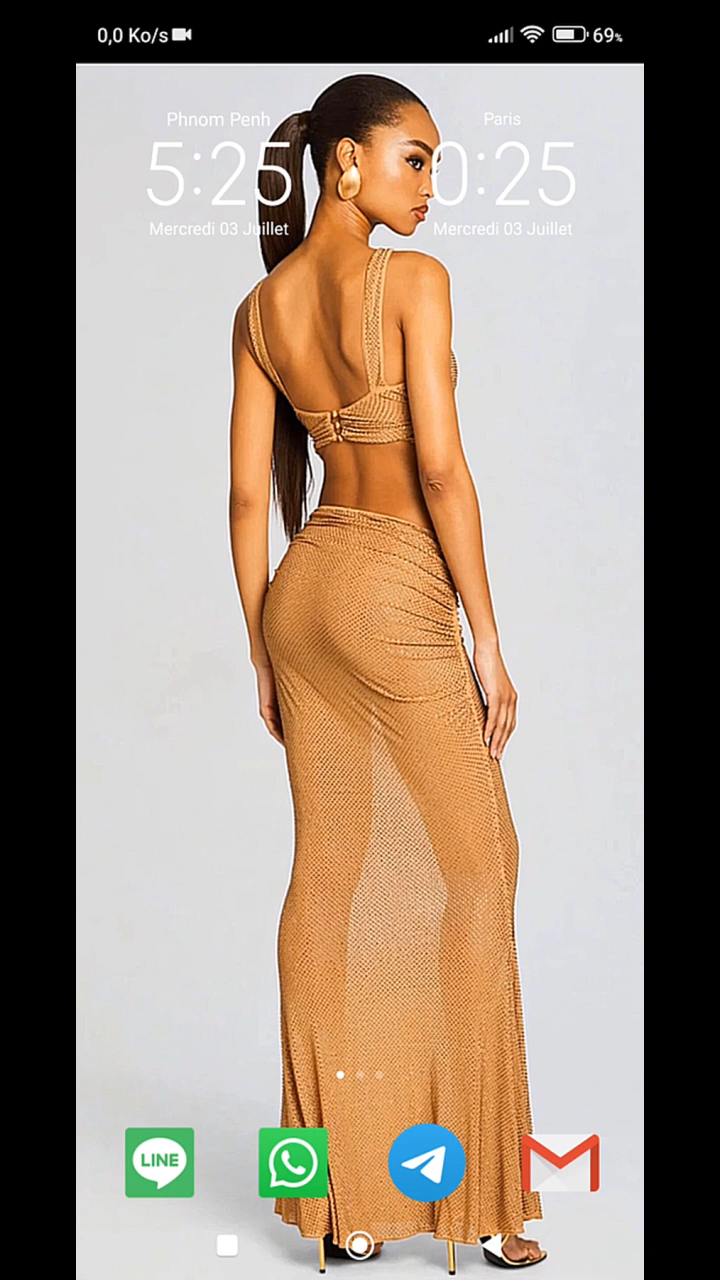 0,0 Ko/s
69%
Phnom Penh
Paris
5:25
0:25
Mercredi 03 Juillet
Mercredi 03 Juillet
LINE